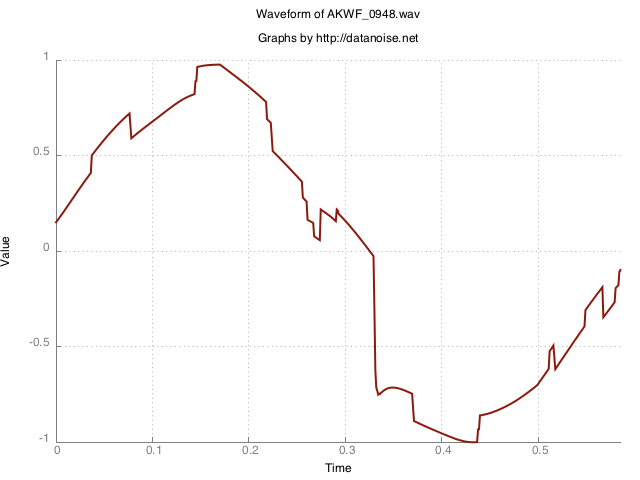 Waveform of AKWF_0948.wav
Graphs by http://datanoise.net
1
0.5
0
-0.5
-1
Value
0 0.1 0.2 0.3 0.4 0.5
Time